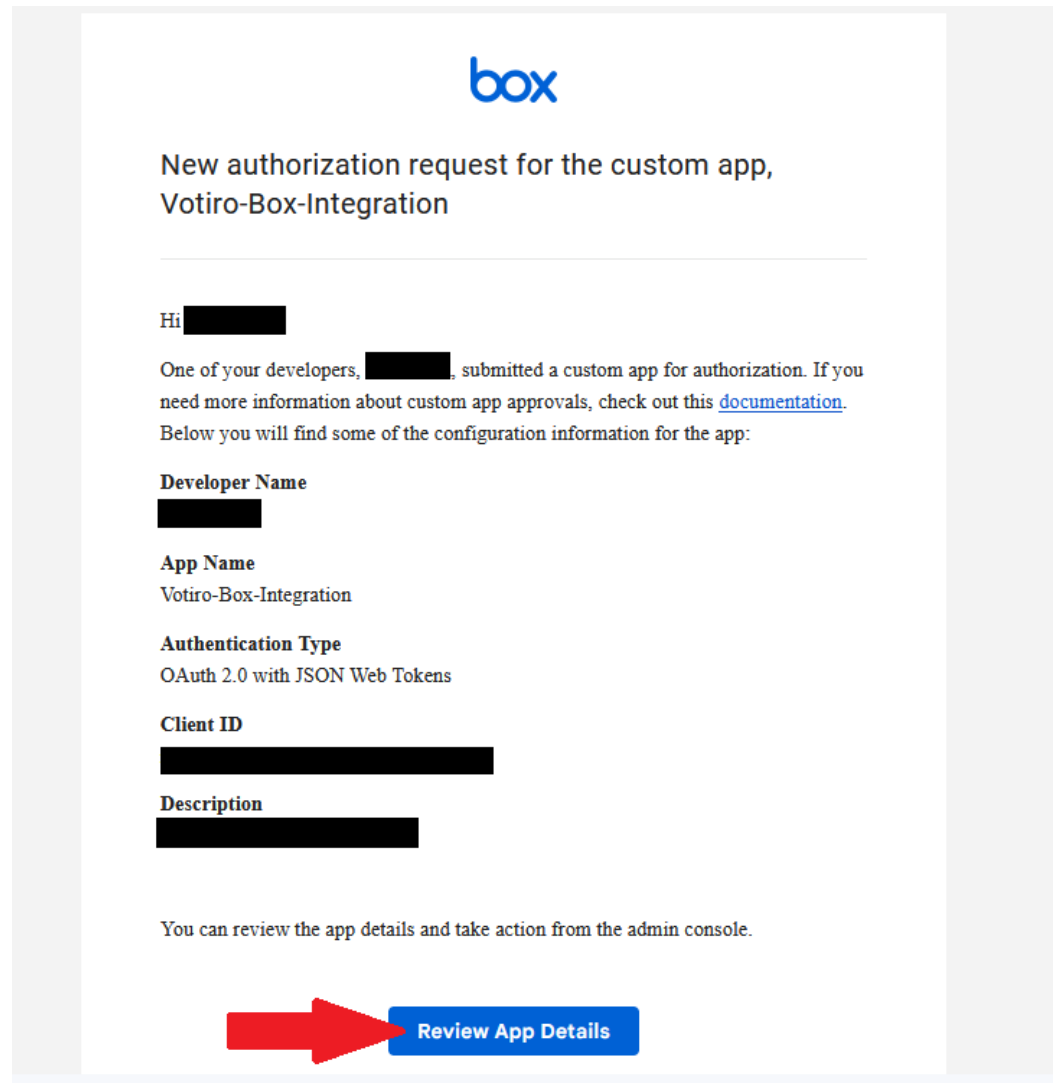 box
New authorization request for the custom app,
Votiro-Box-Integration
Hi
One of your developers, , submitted a custom app for authorization. If you
need more information about custom app approvals, check out this documentation.
Below you will find some of the configuration information for the app:
Developer Name
App Name
Votiro-Box-Integration
Authentication Type
OAuth 2.0 with JSON Web Tokens
Client ID
Description
You can review the app details and take action from the admin console.
Review App Details